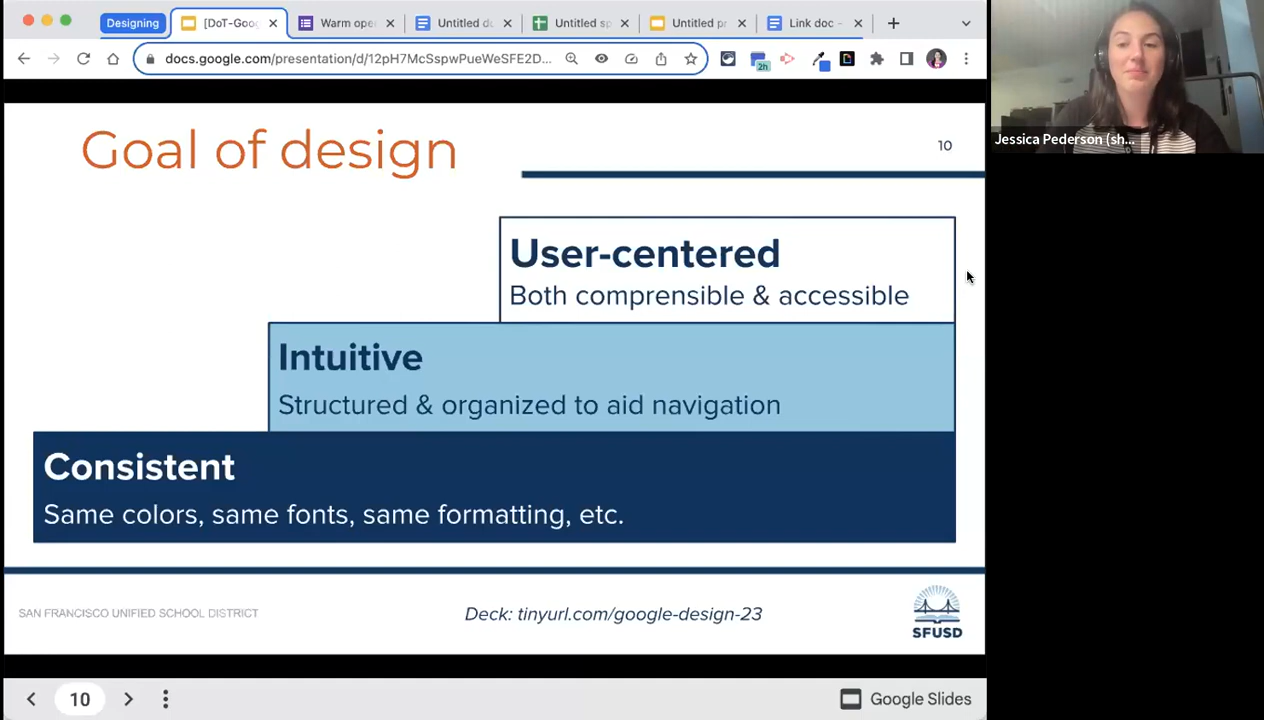 Designing
[DoT-Goo
Warm ope
Untitled d
Untitled sp
Untitled pr
Link doc -
docs.google.com/presentation/d/12pH7McSspwPueWeSFE2D...
2h
Jessica Pederson (sh...
Goal of design
10
User-centered
Both comprensible & accessible
Intuitive
Structured & organized to aid navigation
Consistent
Same colors, same fonts, same formatting, etc.
SAN FRANCISCO UNIFIED SCHOOL DISTRICT
Deck: tinyurl.com/google-design-23
SFUSD
10
Google Slides